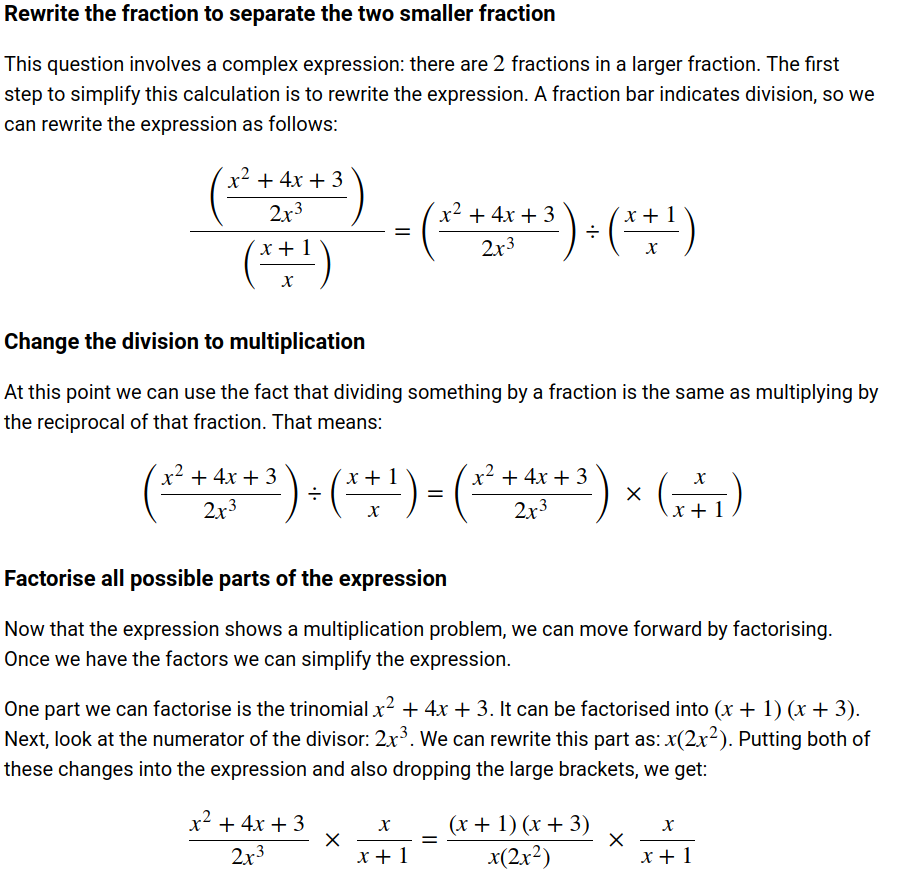 Rewrite the fraction to separate the two smaller fraction
This question involves a complex expression: there are 2 fractions in a larger fraction. The first
step to simplify this calculation is to rewrite the expression. A fraction bar indicates division, so we
can rewrite the expression as follows:
\frac{\left(\frac{x^2 + 4x + 3}{2x^3}\right)}{\left(\frac{x + 1}{x}\right)} = \left(\frac{x^2 + 4x + 3}{2x^3}\right) ÷ \left(\frac{x + 1}{x}\right)
Change the division to multiplication
At this point we can use the fact that dividing something by a fraction is the same as multiplying by
the reciprocal of that fraction. That means:
\left(\frac{x^2 + 4x + 3}{2x^3}\right) ÷ \left(\frac{x + 1}{x}\right) = \left(\frac{x^2 + 4x + 3}{2x^3}\right) × \left(\frac{x}{x + 1}\right)
Factorise all possible parts of the expression
Now that the expression shows a multiplication problem, we can move forward by factorising.
Once we have the factors we can simplify the expression.
One part we can factorise is the trinomial x² + 4x + 3. It can be factorised into (x + 1) (x + 3).
Next, look at the numerator of the divisor: 2x³. We can rewrite this part as: x(2x²). Putting both of
these changes into the expression and also dropping the large brackets, we get:
\frac{x^2 + 4x + 3}{2x^3} × \frac{x}{x + 1} = \frac{(x + 1) (x + 3)}{x(2x^2)} × \frac{x}{x + 1}